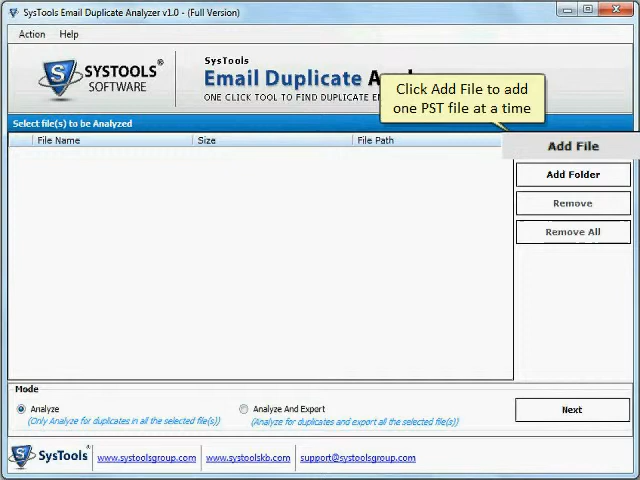 SysTools Email Duplicate Analyzer v1.0 - (Full Version)
Action Help
SYSTOOLS®
SOFTWARE
SysTools
Email Duplicate
ONE CLICK TOOL TO FIND DUPLICATE
Click Add File to add
one PST file at a time
Select file(s) to be Analyzed
File Name Size File Path
Add File
Add Folder
Remove
Remove All
Mode
Analyze
(Only Analyze for duplicates in all the selected file(s))
Analyze And Export
(Analyze for duplicates and export all the selected file(s))
Next
SysTools®
www.systoolsgroup.com
www.systoolskb.com
support@systoolsgroup.com